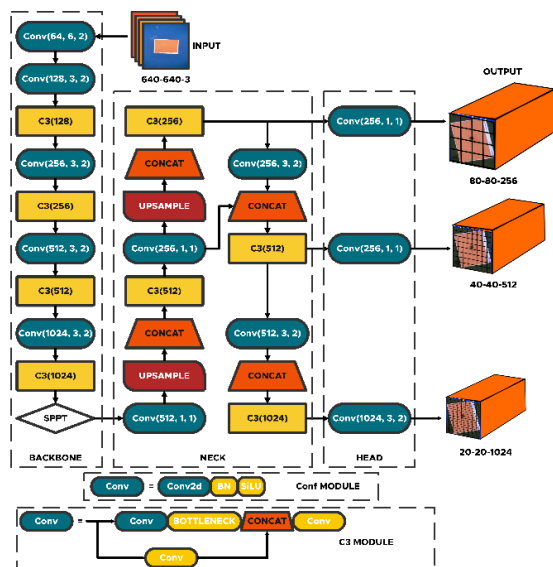 Conv(64, 6, 2)
INPUT
640-640-3
Conv(128, 3, 2)
C3(128)
Conv(256, 3, 2)
C3(256)
Conv(512, 3, 2)
C3(512)
Conv(1024, 3, 2)
C3(1024)
SPPT
BACKBONE
C3(256)
CONCAT
UPSAMPLE
Conv(256, 1, 1)
C3(512)
CONCAT
UPSAMPLE
Conv(512, 1, 1)
Conv(256, 3, 2)
CONCAT
C3(512)
Conv(512, 3, 2)
CONCAT
C3(1024)
NECK
Conv(256, 1, 1)
Conv(256, 1, 1)
Conv(1024, 3, 2)
HEAD
OUTPUT
80-80-256
40-40-512
20-20-1024
Conv = Conv2d BN SiLU Conf MODULE
Conv = Conv BOTTLENECK CONCAT Conv
Conv
C3 MODULE